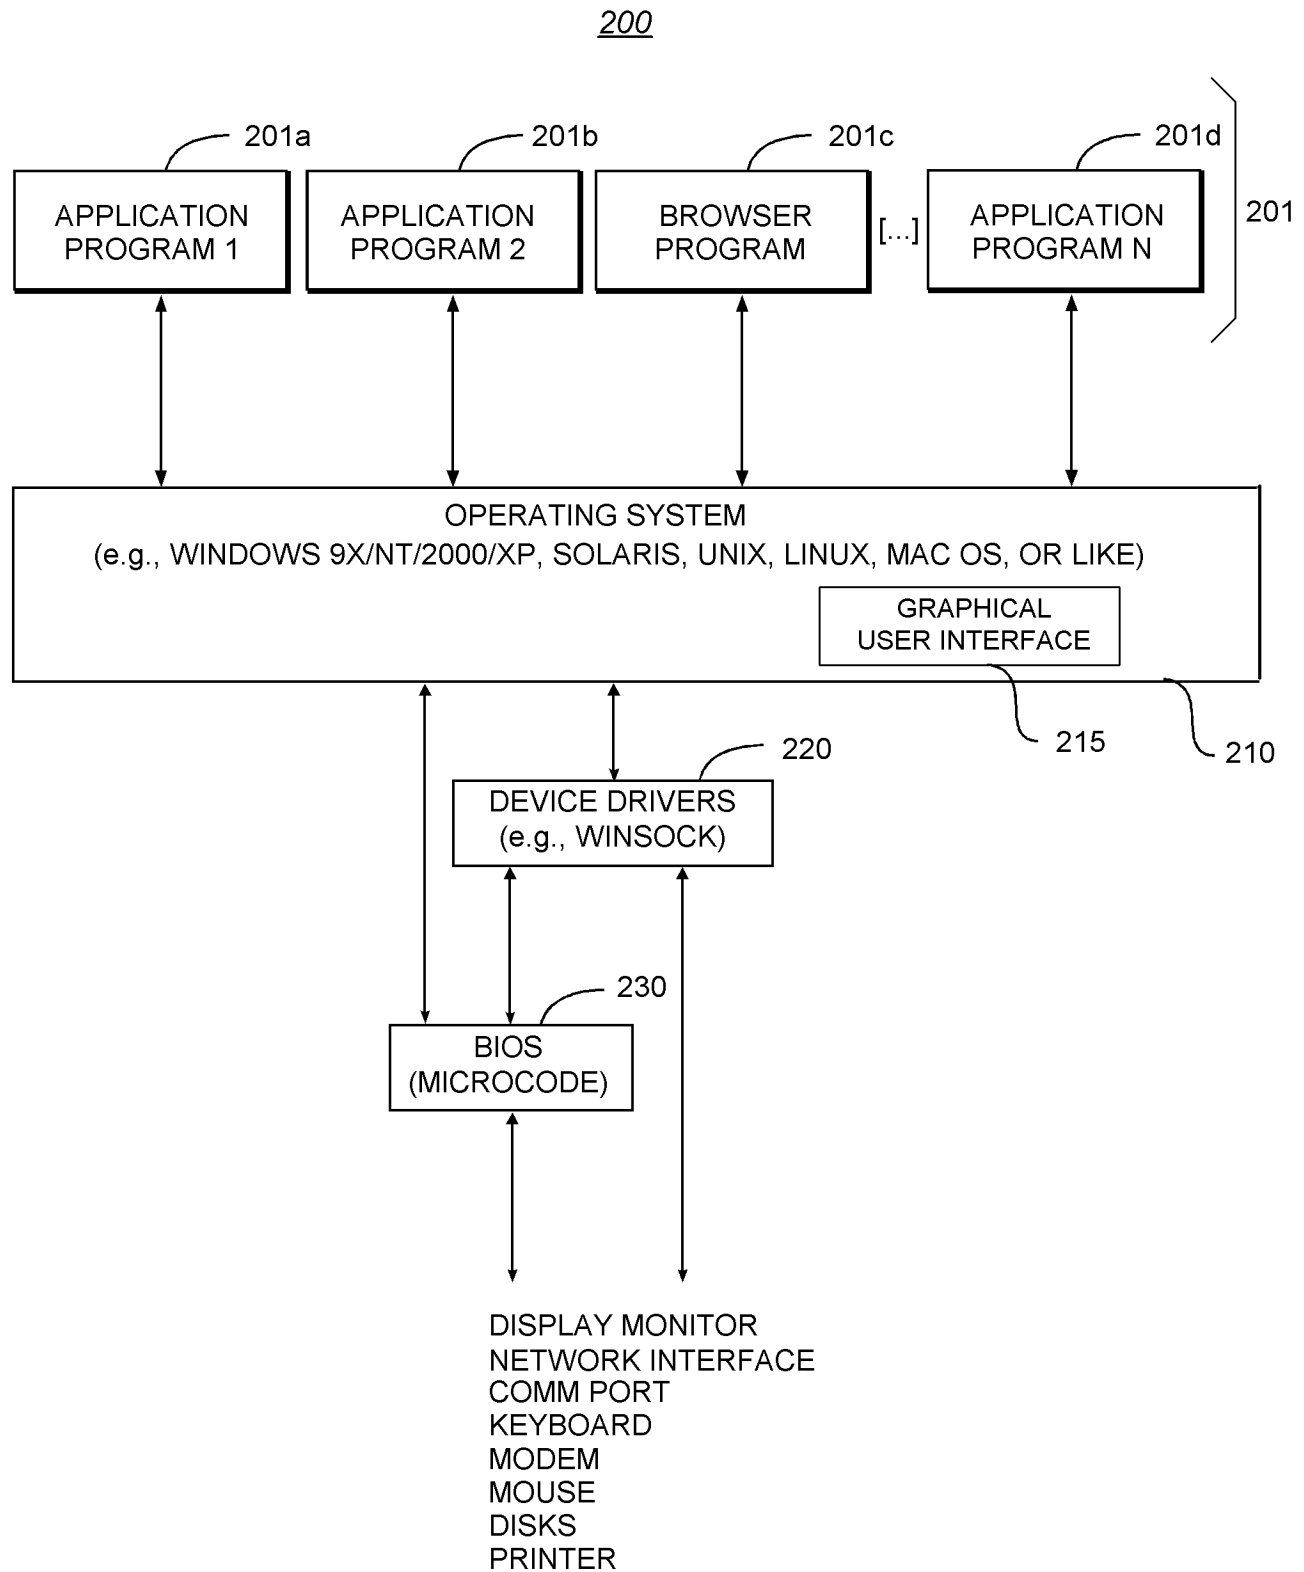 200
201a
201b
201c
201d
201
APPLICATION
PROGRAM 1
APPLICATION
PROGRAM 2
BROWSER
PROGRAM
[...]
APPLICATION
PROGRAM N
OPERATING SYSTEM
(e.g., WINDOWS 9X/NT/2000/XP, SOLARIS, UNIX, LINUX, MAC OS, OR LIKE)
GRAPHICAL
USER INTERFACE
215
210
220
DEVICE DRIVERS
(e.g., WINSOCK)
230
BIOS
(MICROCODE)
DISPLAY MONITOR
NETWORK INTERFACE
COMM PORT
KEYBOARD
MODEM
MOUSE
DISKS
PRINTER